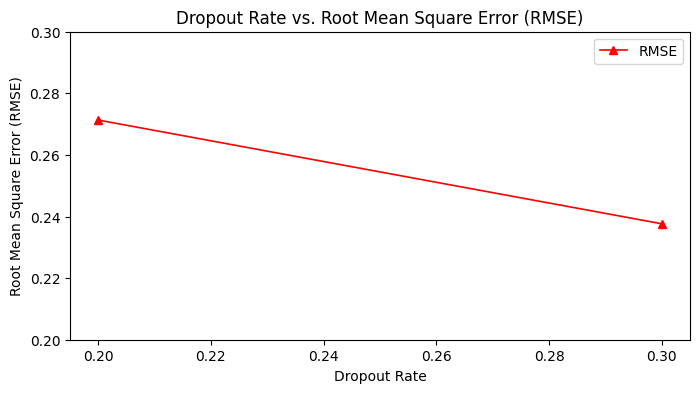 Dropout Rate vs. Root Mean Square Error (RMSE)
RMSE
Root Mean Square Error (RMSE)
0.30
0.28
0.26
0.24
0.22
0.20
0.20 0.22 0.24 0.26 0.28 0.30
Dropout Rate